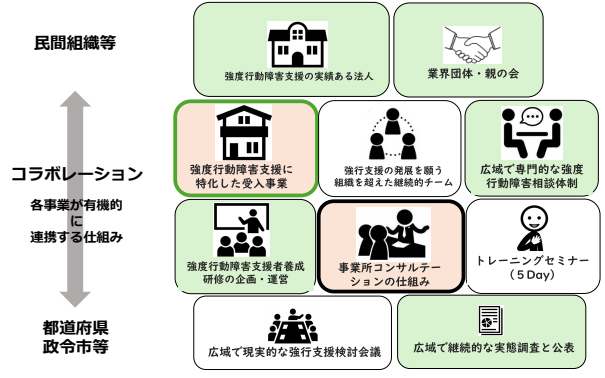 民間組織等
強度行動障害支援の実績ある法人
業界団体・親の会
コラボレーション
各事業が有機的
に
連携する仕組み
強度行動障害支援に
特化した受入事業
強行支援の発展を願う
組織を超えた継続的チーム
広域で専門的な強度
行動障害相談体制
強度行動障害支援者養成
研修の企画・運営
事業所コンサルテー
ションの仕組み
トレーニングセミナー
（５Day）
都道府県
政令市等
広域で現実的な強行支援検討会議
広域で継続的な実態調査と公表